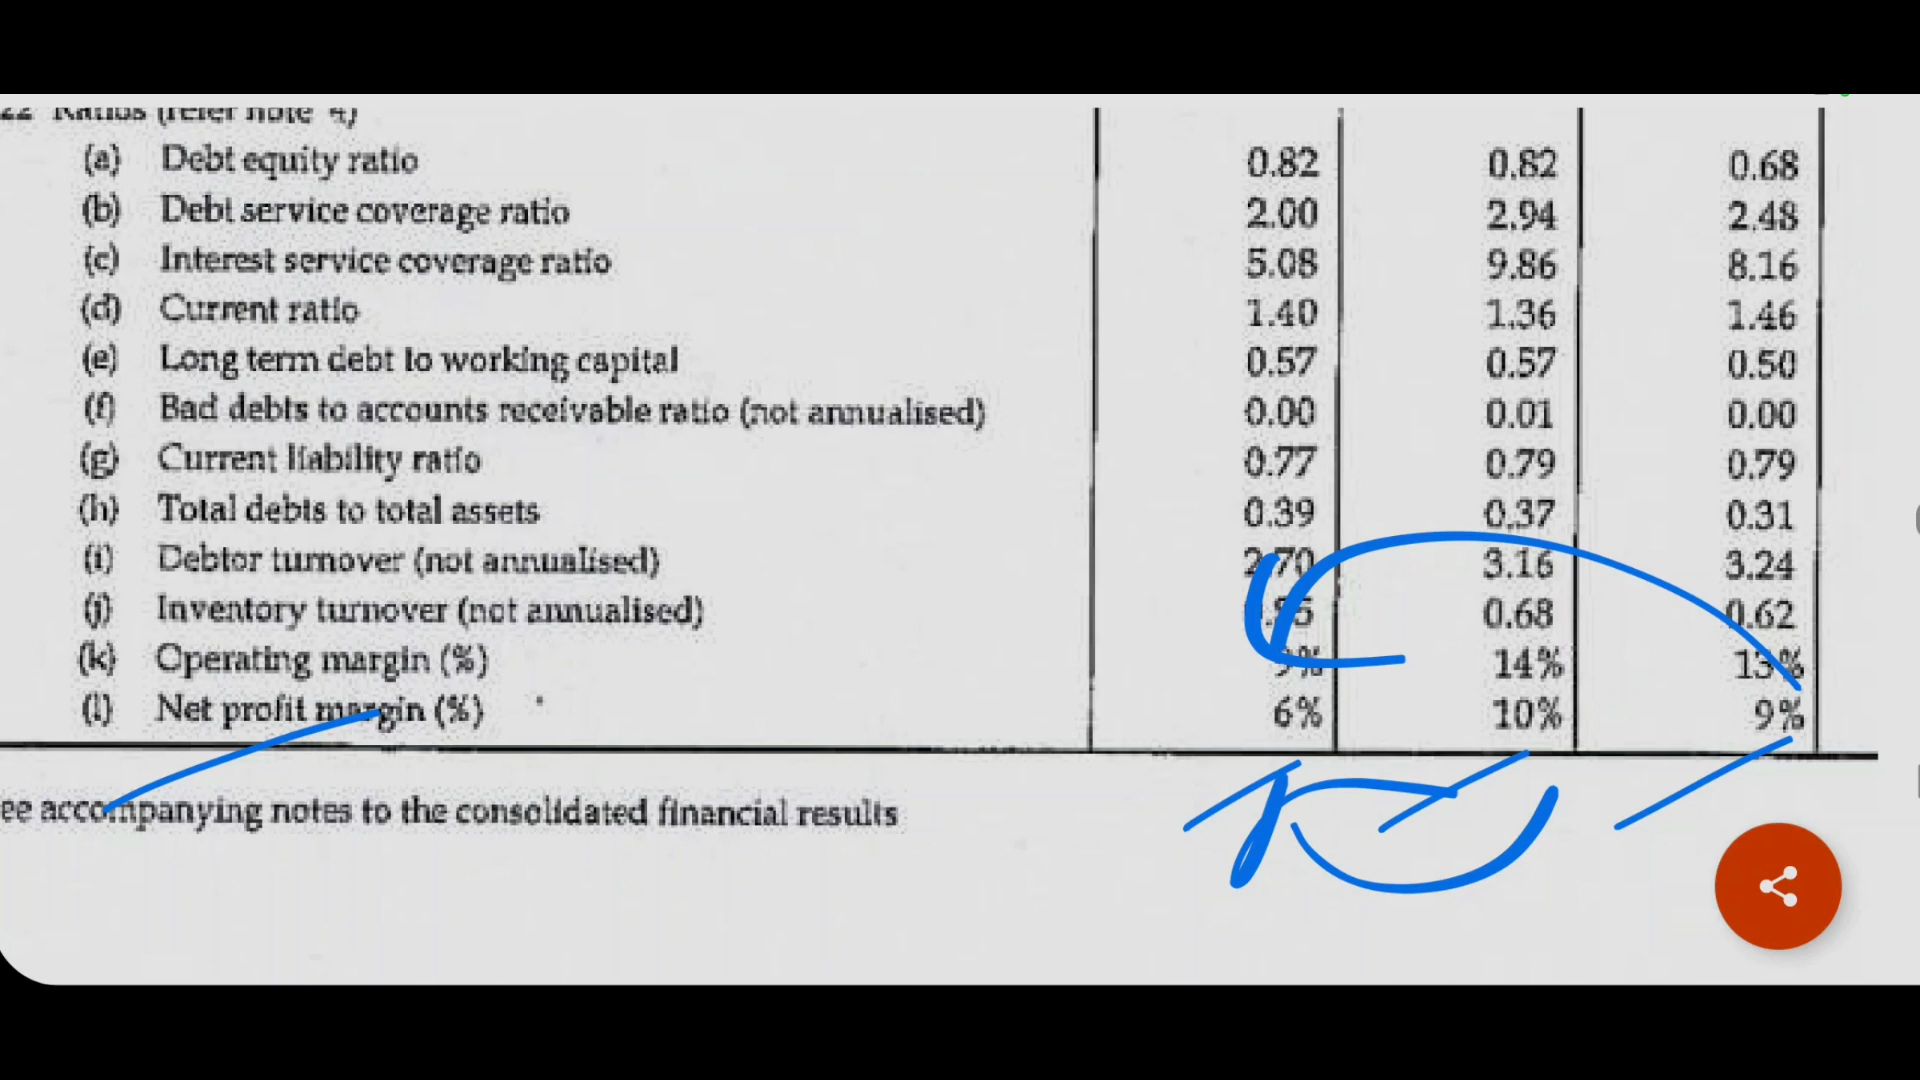 22 Ratios (refer note 4)
(a) Debt equity ratio 0.82 0.82 0.68
(b) Debt service coverage ratio 2.00 2.94 2.48
(c) Interest service coverage ratio 5.08 9.86 8.16
(d) Current ratio 1.40 1.36 1.46
(e) Long term debt to working capital 0.57 0.57 0.50
(f) Bad debts to accounts receivable ratio (not annualised) 0.00 0.01 0.00
(g) Current liability ratio 0.77 0.79 0.79
(h) Total debts to total assets 0.39 0.37 0.31
(i) Debtor turnover (not annualised) 2.70 3.16 3.24
(j) Inventory turnover (not annualised) 0.68 0.62
(k) Operating margin (%) 9% 14% 13%
(l) Net profit margin (%) 6% 10% 9%
ee accompanying notes to the consolidated financial results